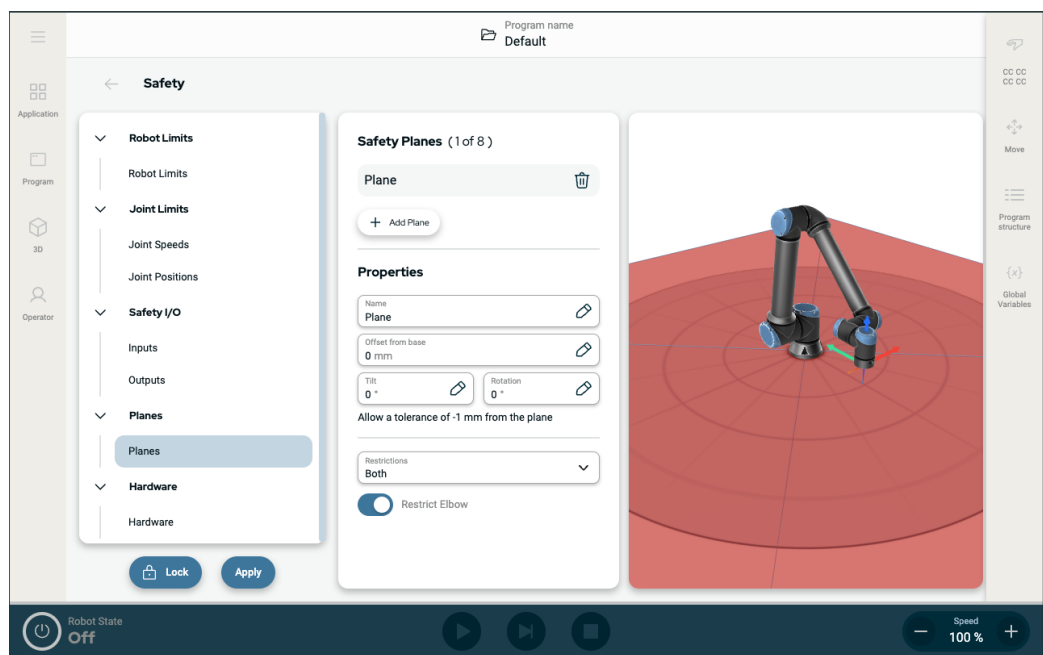 Program name
Default
Application
Program
3D
Operator
Safety
Robot Limits
Robot Limits
Joint Limits
Joint Speeds
Joint Positions
Safety I/O
Inputs
Outputs
Planes
Planes
Hardware
Hardware
Lock
Apply
Safety Planes (1 of 8)
Plane
+ Add Plane
Properties
Name
Plane
Offset from base
0 mm
Tilt
0 °
Rotation
0 °
Allow a tolerance of -1 mm from the plane
Restrictions
Both
Restrict Elbow
CC CC
CC CC
Move
Program
structure
{x}
Global
Variables
Robot State
Off
Speed
100 %